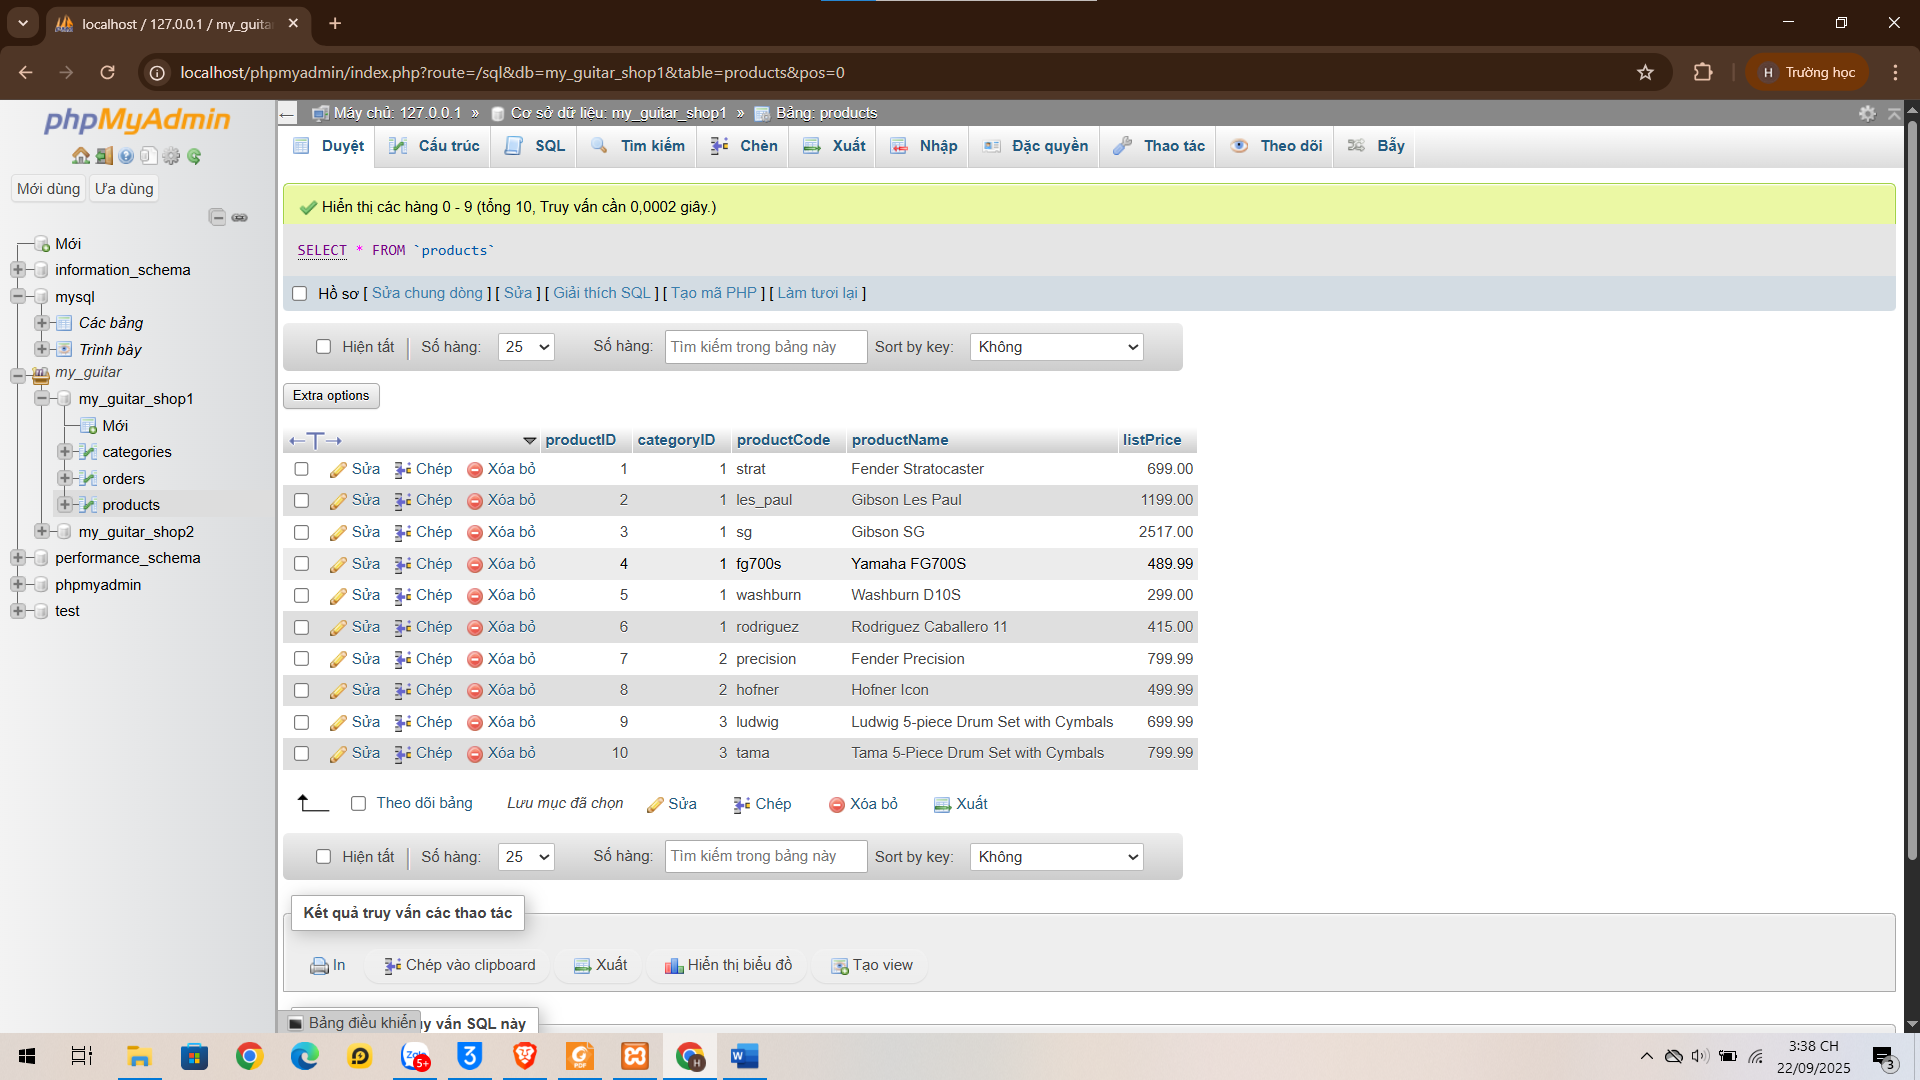 localhost / 127.0.0.1 / my_guita
localhost/phpmyadmin/index.php?route=/sql&db=my_guitar_shop1&table=products&pos=0
H Trường học
phpMyAdmin
Mới dùng Ưa dùng
Mới
information_schema
mysql
Các bảng
Trình bày
my_guitar
my_guitar_shop1
Mới
categories
orders
products
my_guitar_shop2
performance_schema
phpmyadmin
test
Máy chủ: 127.0.0.1 » Cơ sở dữ liệu: my_guitar_shop1 » Bảng: products
Duyệt Cấu trúc SQL Tìm kiếm Chèn Xuất Nhập Đặc quyền Thao tác Theo dõi Bẫy
Hiển thị các hàng 0 - 9 (tổng 10, Truy vấn cần 0,0002 giây.)
SELECT * FROM `products`
Hồ sơ [ Sửa chung dòng ] [ Sửa ] [ Giải thích SQL ] [ Tạo mã PHP ] [ Làm tươi lại ]
Hiện tất | Số hàng: 25 Số hàng: Tìm kiếm trong bảng này Sort by key: Không
Extra options
←T→ productID categoryID productCode productName listPrice
Sửa Chép Xóa bỏ 1 1 strat Fender Stratocaster 699.00
Sửa Chép Xóa bỏ 2 1 les_paul Gibson Les Paul 1199.00
Sửa Chép Xóa bỏ 3 1 sg Gibson SG 2517.00
Sửa Chép Xóa bỏ 4 1 fg700s Yamaha FG700S 489.99
Sửa Chép Xóa bỏ 5 1 washburn Washburn D10S 299.00
Sửa Chép Xóa bỏ 6 1 rodriguez Rodriguez Caballero 11 415.00
Sửa Chép Xóa bỏ 7 2 precision Fender Precision 799.99
Sửa Chép Xóa bỏ 8 2 hofner Hofner Icon 499.99
Sửa Chép Xóa bỏ 9 3 ludwig Ludwig 5-piece Drum Set with Cymbals 699.99
Sửa Chép Xóa bỏ 10 3 tama Tama 5-Piece Drum Set with Cymbals 799.99
Theo dõi bảng Lưu mục đã chọn Sửa Chép Xóa bỏ Xuất
Hiện tất | Số hàng: 25 Số hàng: Tìm kiếm trong bảng này Sort by key: Không
Kết quả truy vấn các thao tác
In Chép vào clipboard Xuất Hiển thị biểu đồ Tạo view
Bảng điều khiển uy vấn SQL này
5+
3:38 CH
22/09/2025
3